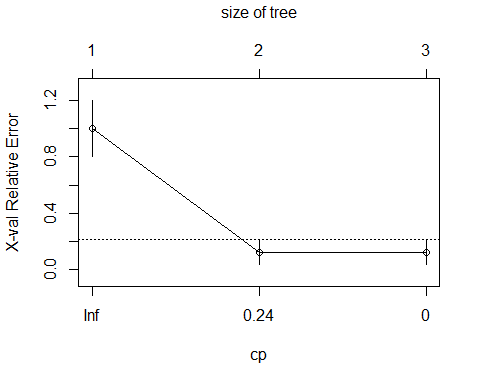 size of tree
1 2 3
X-val Relative Error
1.2
0.8
0.4
0.0
Inf 0.24 0
cp